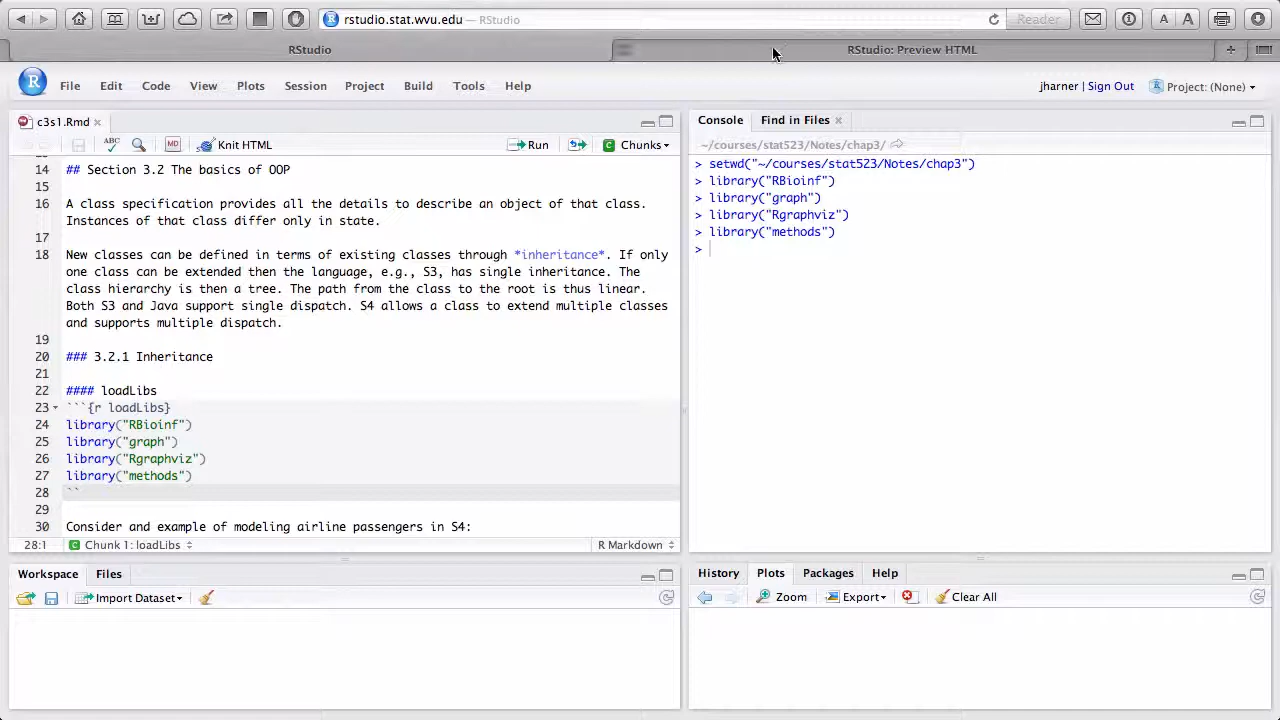 rstudio.stat.wvu.edu — RStudio
Reader
A A
RStudio
RStudio: Preview HTML
+
R File Edit Code View Plots Session Project Build Tools Help
jharner | Sign Out Project: (None)
c3s1.Rmd
ABC MD Knit HTML Run Chunks
14 ## Section 3.2 The basics of OOP
15
16 A class specification provides all the details to describe an object of that class.
Instances of that class differ only in state.
17
18 New classes can be defined in terms of existing classes through *inheritance*. If only
one class can be extended then the language, e.g., S3, has single inheritance. The
class hierarchy is then a tree. The path from the class to the root is thus linear.
Both S3 and Java support single dispatch. S4 allows a class to extend multiple classes
and supports multiple dispatch.
19
20 ### 3.2.1 Inheritance
21
22 #### loadLibs
23 ```{r loadLibs}
24 library("RBioinf")
25 library("graph")
26 library("Rgraphviz")
27 library("methods")
28 ``
29
30 Consider and example of modeling airline passengers in S4:
28:1 C Chunk 1: loadLibs R Markdown
Console Find in Files
~/courses/stat523/Notes/chap3/
> setwd("~/courses/stat523/Notes/chap3")
> library("RBioinf")
> library("graph")
> library("Rgraphviz")
> library("methods")
>
Workspace Files
Import Dataset
History Plots Packages Help
Zoom Export Clear All